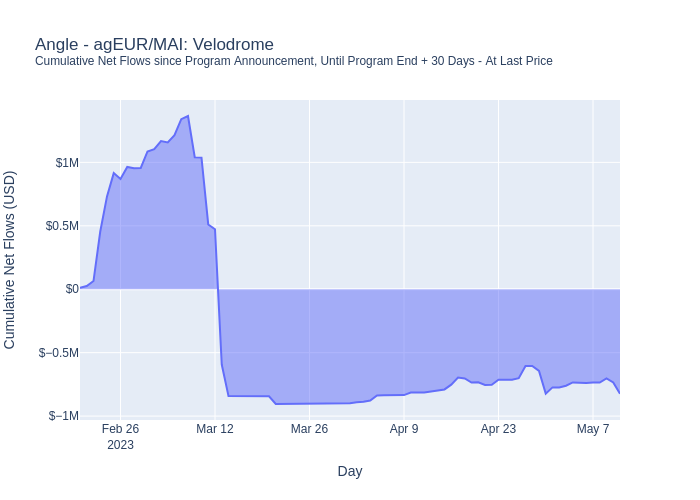 Angle - agEUR/MAI: Velodrome
Cumulative Net Flows since Program Announcement, Until Program End + 30 Days - At Last Price
Cumulative Net Flows (USD)
$1M
$0.5M
$0
$−0.5M
$−1M
Feb 26
2023
Mar 12
Mar 26
Apr 9
Apr 23
May 7
Day